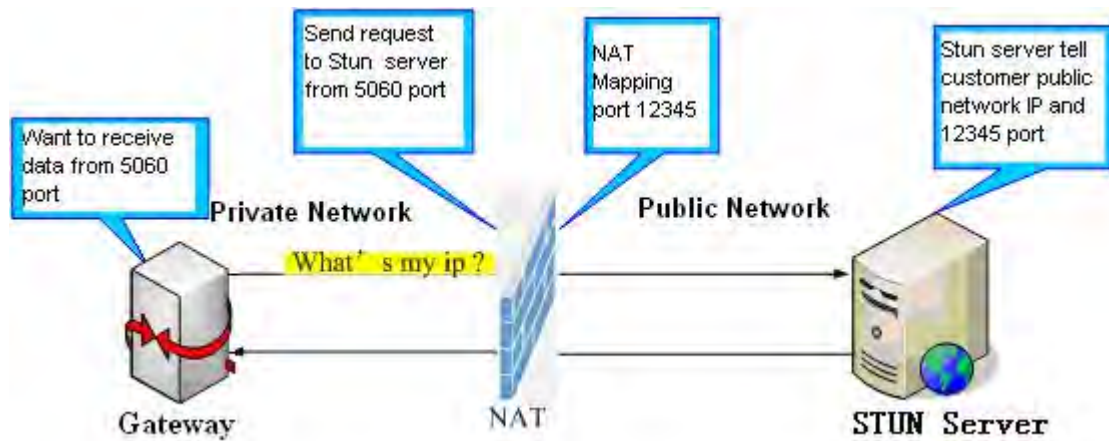 Send request
to Stun server
from 5060 port
NAT
Mapping
port 12345
Stun server tell
customer public
network IP and
12345 port
Want to receive
data from 5060
port
Private Network
Public Network
What's my ip ?
Gateway
NAT
STUN Server